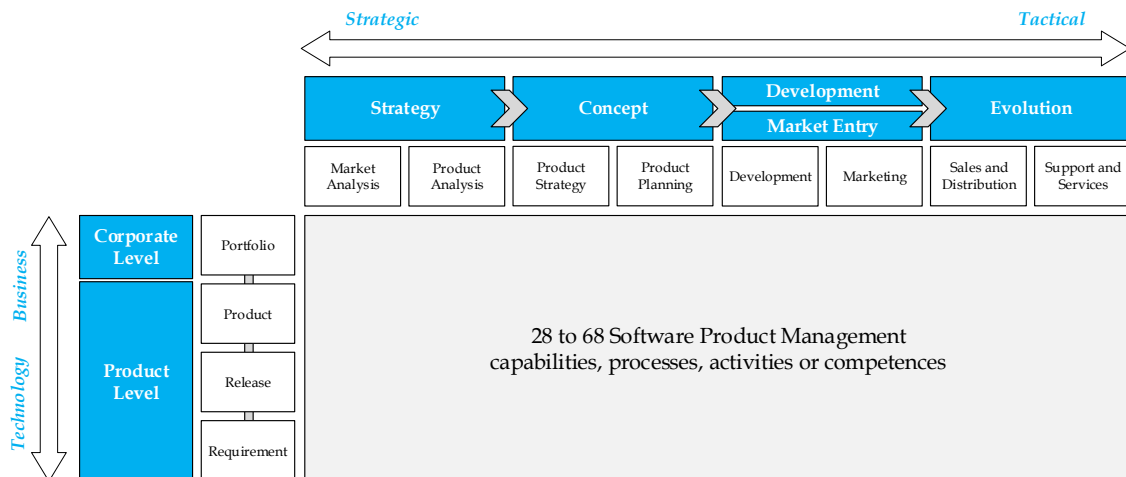 Strategic
Tactical
Strategy
Concept
Development
Market Entry
Evolution
Market
Analysis
Product
Analysis
Product
Strategy
Product
Planning
Development
Marketing
Sales and
Distribution
Support and
Services
Business
Technology
Corporate
Level
Product
Level
Portfolio
Product
Release
Requirement
28 to 68 Software Product Management
capabilities, processes, activities or competences